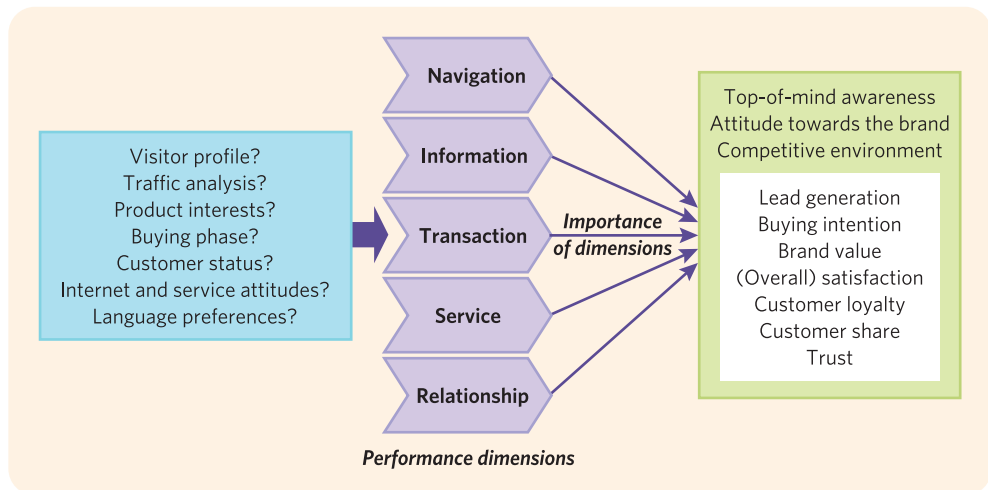 Visitor profile?
Traffic analysis?
Product interests?
Buying phase?
Customer status?
Internet and service attitudes?
Language preferences?
Navigation
Information
Transaction
Service
Relationship
Performance dimensions
Importance
of dimensions
Top-of-mind awareness
Attitude towards the brand
Competitive environment
Lead generation
Buying intention
Brand value
(Overall) satisfaction
Customer loyalty
Customer share
Trust